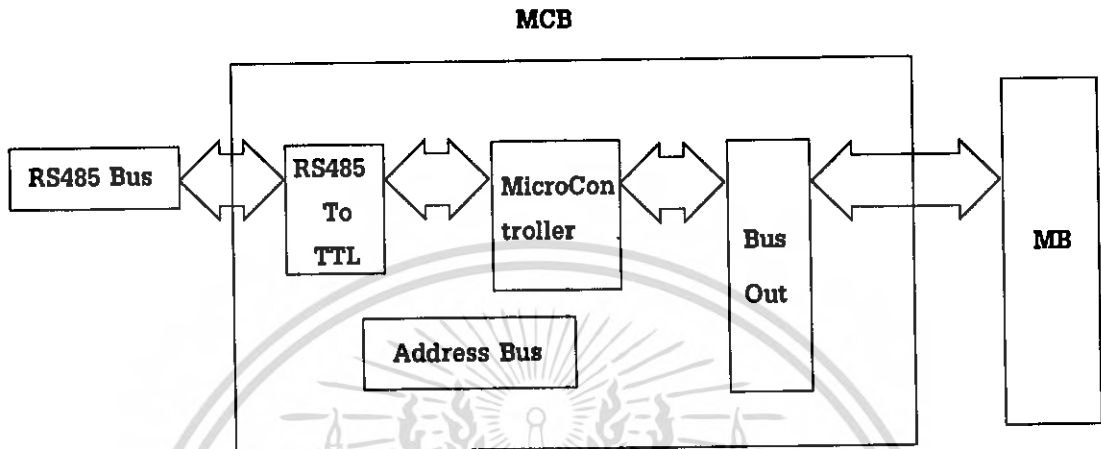 MCB
RS485 Bus
RS485
To
TTL
MicroCon
troller
Bus
Out
MB
Address Bus